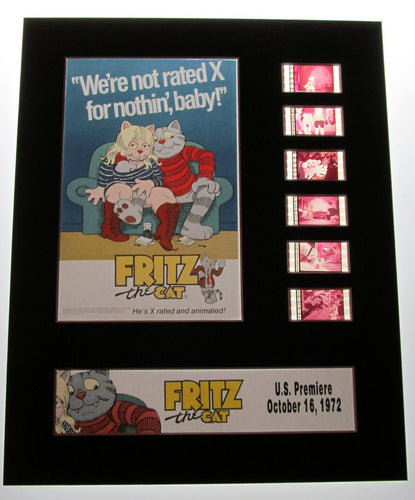 "We're not rated X
for nothin', baby!"
FRITZ
the CAT
He's X rated and animated!
FRITZ
the CAT
U.S. Premiere
October 16, 1972